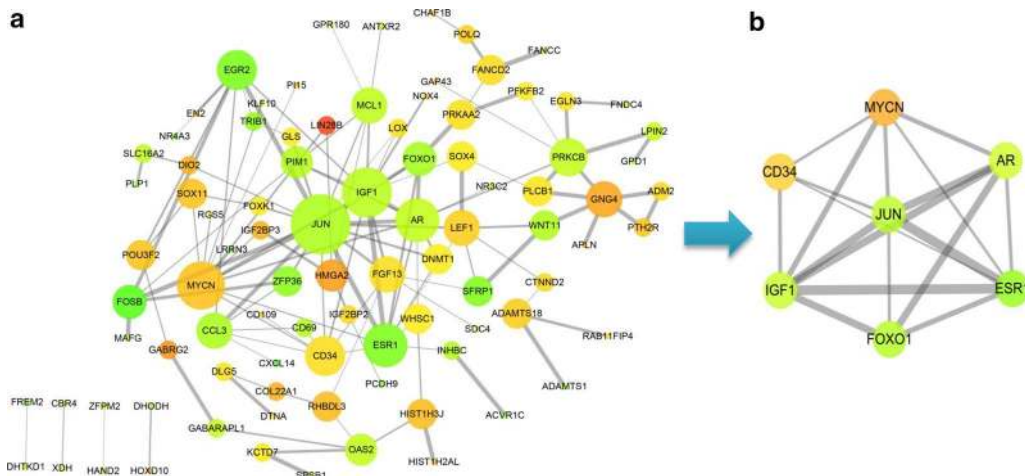 a
b
CHAF1B
GPR180
ANTXR2
POLQ
FANCC
EGR2
FANCD2
GAP43
PI15
NOX4
PFKFB2
EGLN3
FNDC4
EN2
KLF10
MCL1
PRKAA2
TRIB1
LIN28B
LOX
NR4A3
GLS
LPIN2
SLC16A2
PIM1
FOXO1
SOX4
PRKCB
DIO2
GPD1
PLP1
IGF1
NR3C2
PLCB1
SOX11
GNG4
ADM2
RGS5
FOXK1
JUN
AR
LEF1
WNT11
PTH2R
IGF2BP3
APLN
LRRN3
POU3F2
DNMT1
HMGA2
FGF13
ZFP36
MYCN
SFRP1
CTNND2
FOSB
CD109
IGF2BP2
WHSC1
ADAMTS18
MAFG
CCL3
CD69
SDC4
RAB11FIP4
GABRG2
CXCL14
CD34
ESR1
INHBC
DLG5
PCDH9
ADAMTS1
COL22A1
ACVR1C
FREM2
CBR4
ZFPM2
DHODH
DTNA
RHBDL3
HIST1H3J
GABARAPL1
OAS2
KCTD7
HIST1H2AL
DHTKD1
XDH
HAND2
HOXD10
SPSB1
MYCN
AR
CD34
JUN
IGF1
ESR1
FOXO1